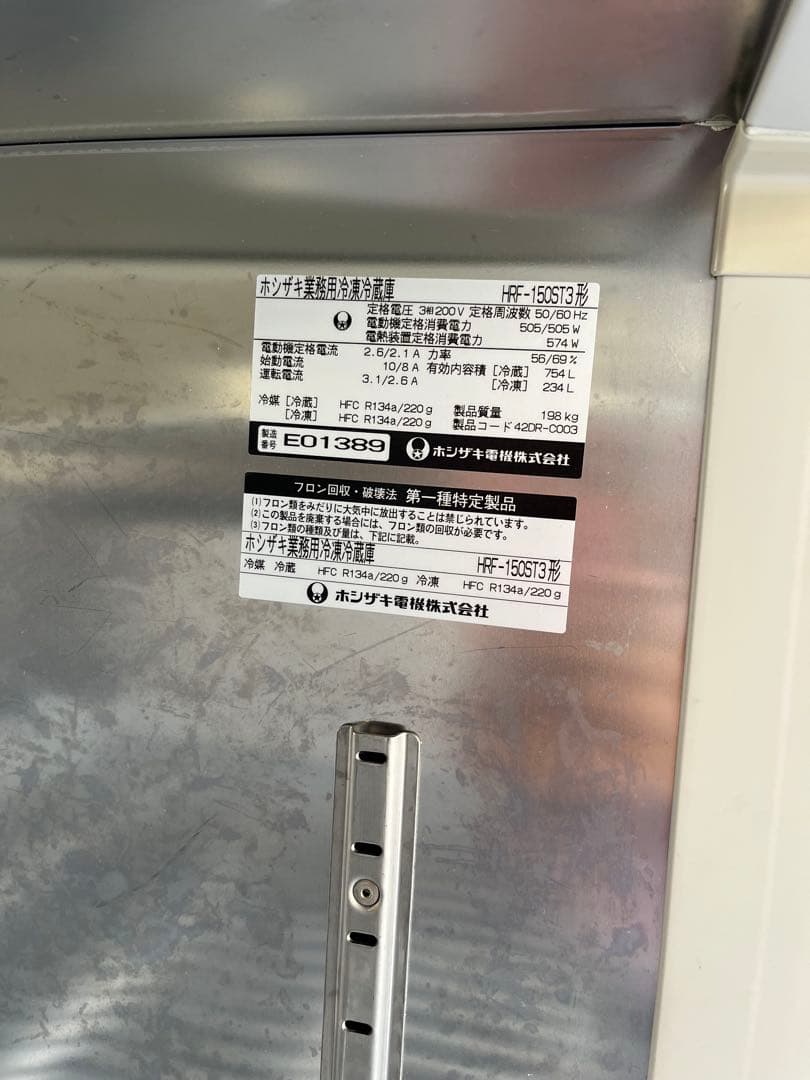 ホシザキ業務用冷凍冷蔵庫 HRF-150ST3形
定格電圧 3相200V 定格周波数 50/60 Hz
電動機定格消費電力 505/505 W
電熱装置定格消費電力 574 W
電動機定格電流 2.6/2.1 A 力率 56/69 %
始動電流 10/8 A 有効内容積 [冷蔵] 754 L
運転電流 3.1/2.6 A [冷凍] 234 L
冷媒 [冷蔵] HFC R134a/220 g 製品質量 198 kg
[冷凍] HFC R134a/220 g 製品コード 42DR-C003
製造番号 E01389 ホシザキ電機株式会社
フロン回収・破壊法 第一種特定製品
(1)フロン類をみだりに大気中に放出することは禁じられています。
(2)この製品を廃棄する場合には、フロン類の回収が必要です。
(3)フロン類の種類及び量は、下記に記載。
ホシザキ業務用冷凍冷蔵庫 HRF-150ST3形
冷媒 冷蔵 HFC R134a/220 g 冷凍 HFC R134a/220 g
ホシザキ電機株式会社